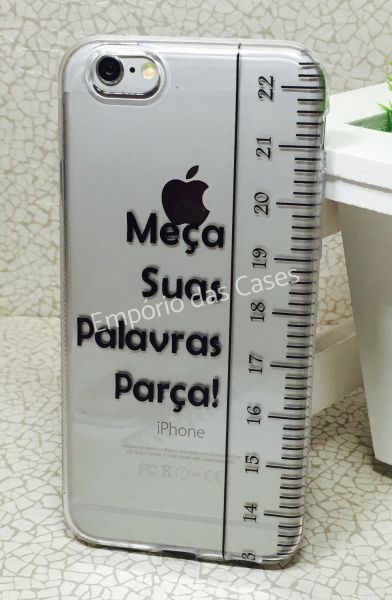 Meça
Suas
Palavras
Parça!
Empório das Cases
iPhone
22
21
20
19
18
17
16
15
14